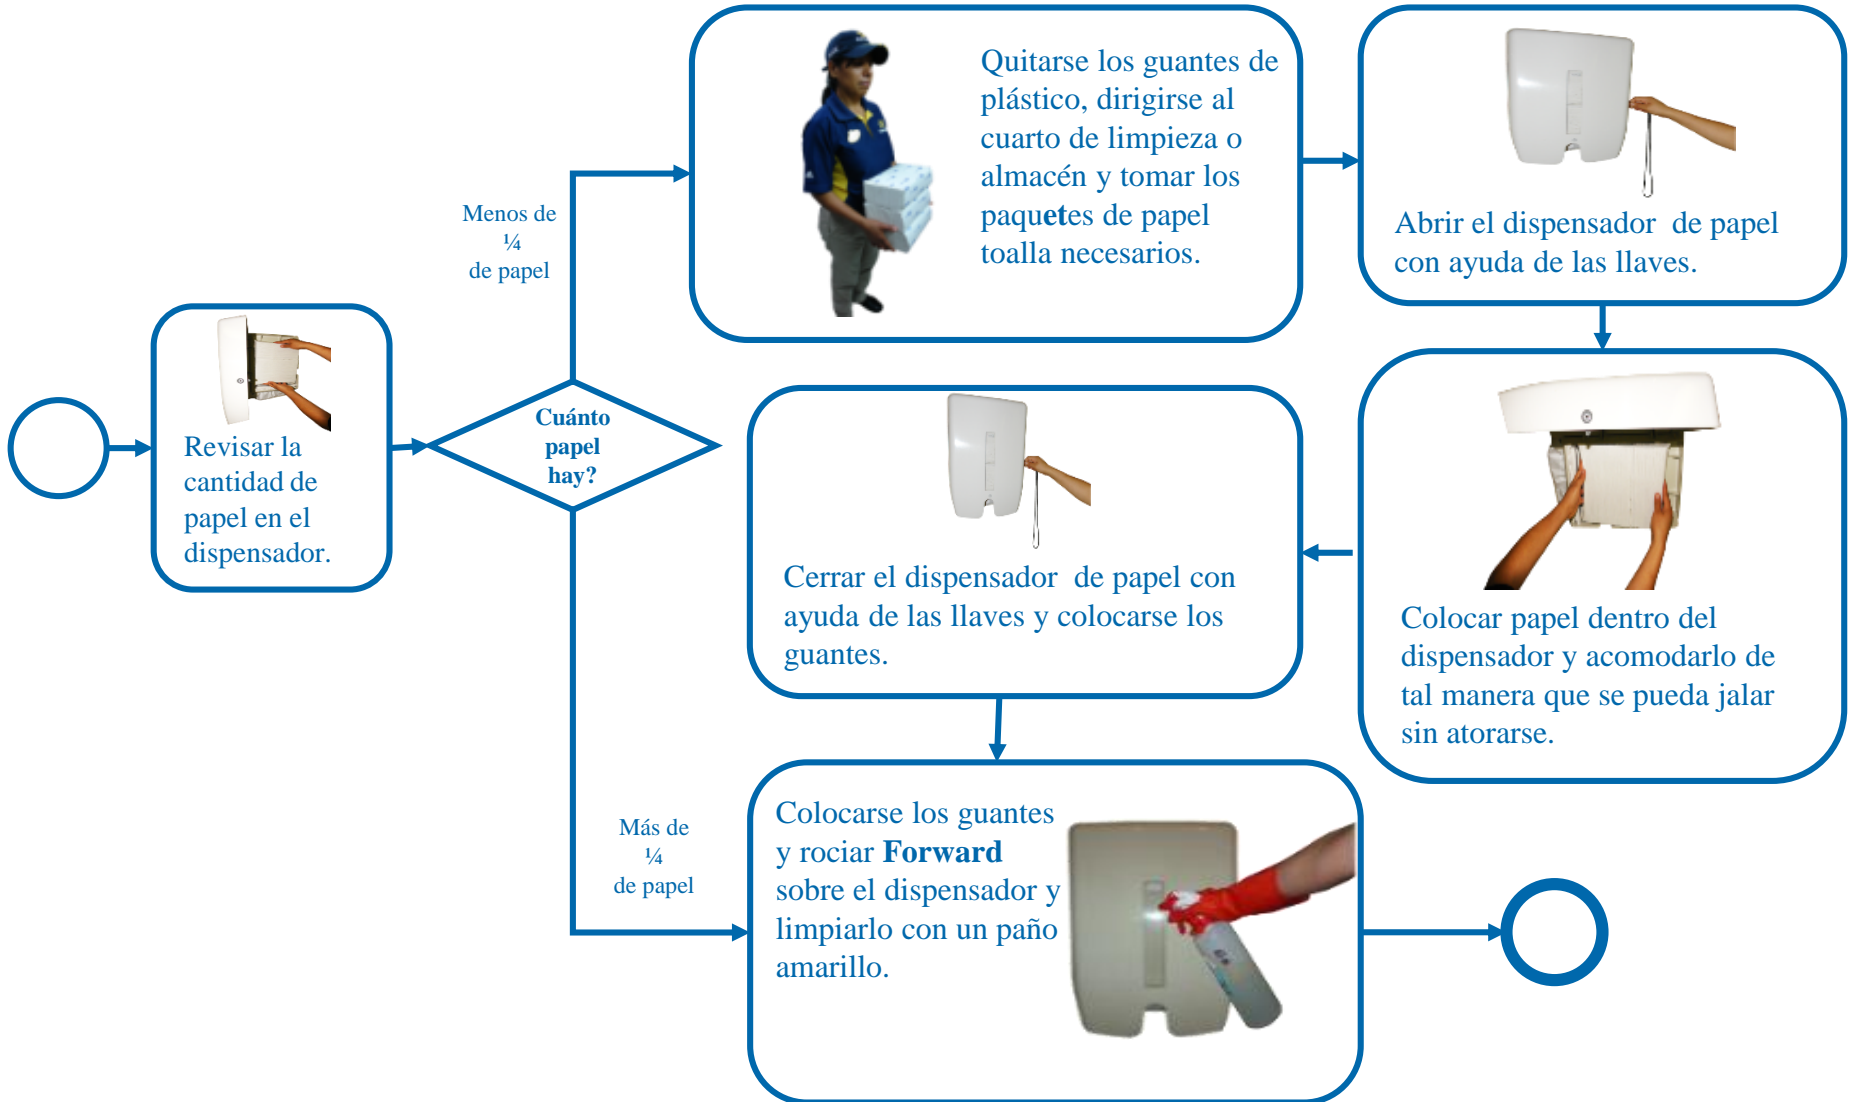 Revisar la
cantidad de
papel en el
dispensador.
Cuánto
papel
hay?
Menos de
¼
de papel
Quitarse los guantes de
plástico, dirigirse al
cuarto de limpieza o
almacén y tomar los
paquetes de papel
toalla necesarios.
Abrir el dispensador  de papel
con ayuda de las llaves.
Colocar papel dentro del
dispensador y acomodarlo de
tal manera que se pueda jalar
sin atorarse.
Cerrar el dispensador  de papel con
ayuda de las llaves y colocarse los
guantes.
Más de
¼
de papel
Colocarse los guantes
y rociar Forward
sobre el dispensador y
limpiarlo con un paño
amarillo.